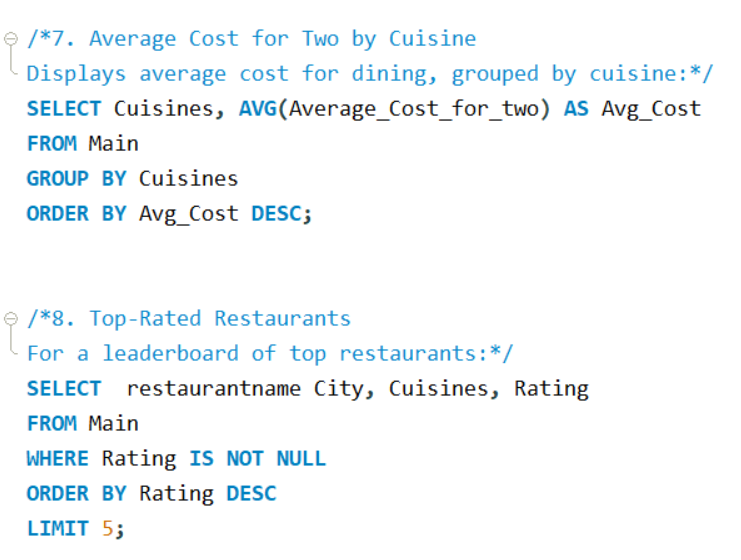 /*7. Average Cost for Two by Cuisine
Displays average cost for dining, grouped by cuisine:*/
SELECT Cuisines, AVG(Average_Cost_for_two) AS Avg_Cost
FROM Main
GROUP BY Cuisines
ORDER BY Avg_Cost DESC;
/*8. Top-Rated Restaurants
For a leaderboard of top restaurants:*/
SELECT  restaurantname City, Cuisines, Rating
FROM Main
WHERE Rating IS NOT NULL
ORDER BY Rating DESC
LIMIT 5;